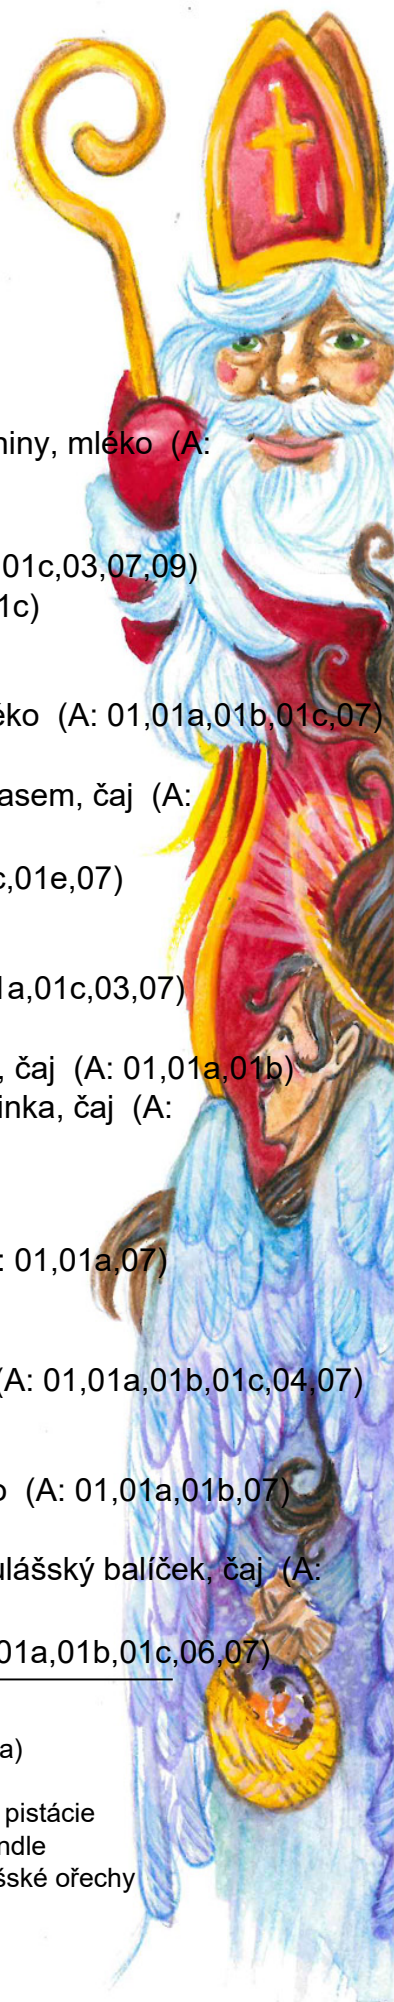 niny, mléko (A:
01c,03,07,09)
1c)
éko (A: 01,01a,01b,01c,07)
asem, čaj (A:
c,01e,07)
1a,01c,03,07)
, čaj (A: 01,01a,01b)
inka, čaj (A:
: 01,01a,07)
(A: 01,01a,01b,01c,04,07)
o (A: 01,01a,01b,07)
ulášský balíček, čaj (A:
01a,01b,01c,06,07)
a)
pistácie
ndle
šské ořechy